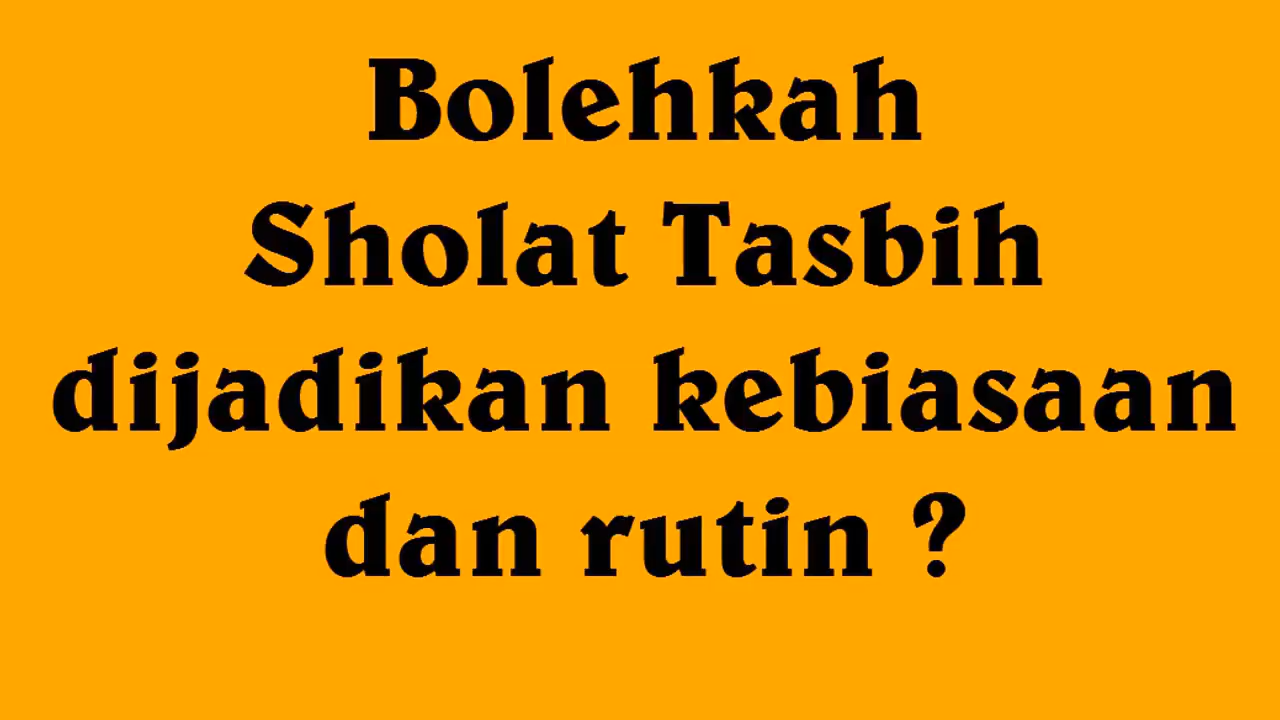 Bolehkah
Sholat Tasbih
dijadikan kebiasaan
dan rutin ?